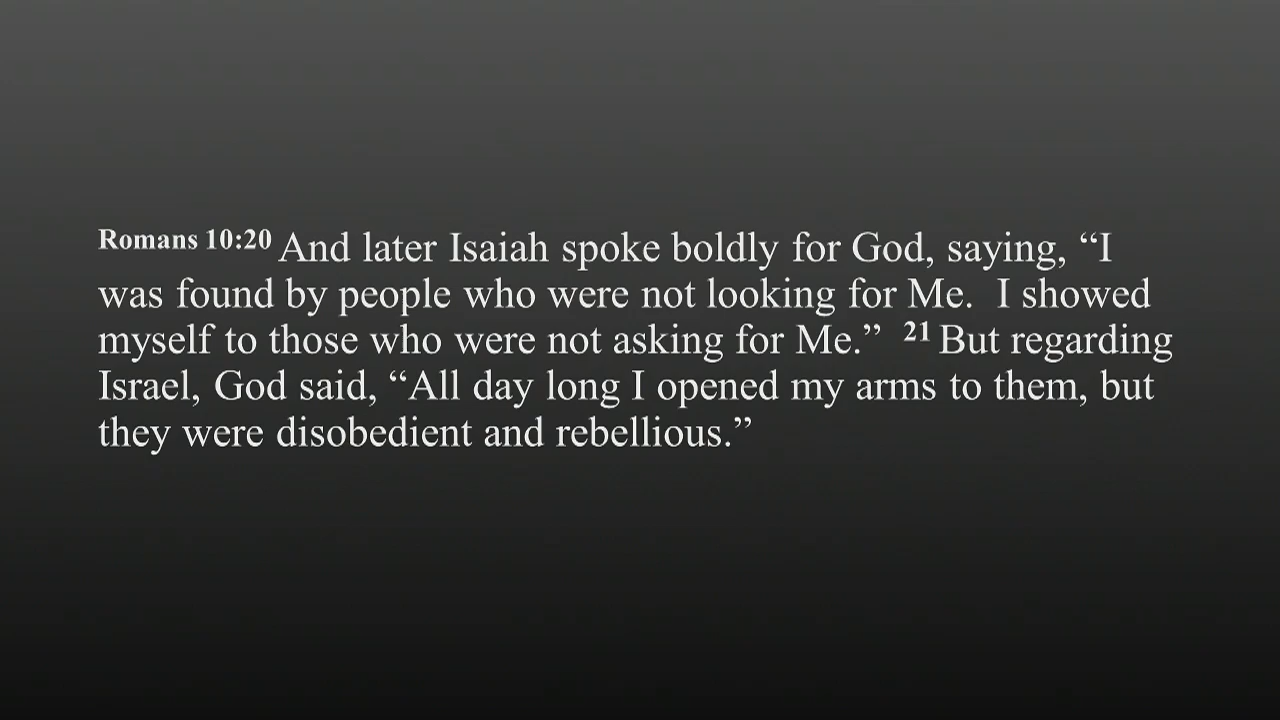 Romans 10:20 And later Isaiah spoke boldly for God, saying, “I
was found by people who were not looking for Me.  I showed
myself to those who were not asking for Me.”  21 But regarding
Israel, God said, “All day long I opened my arms to them, but
they were disobedient and rebellious.”